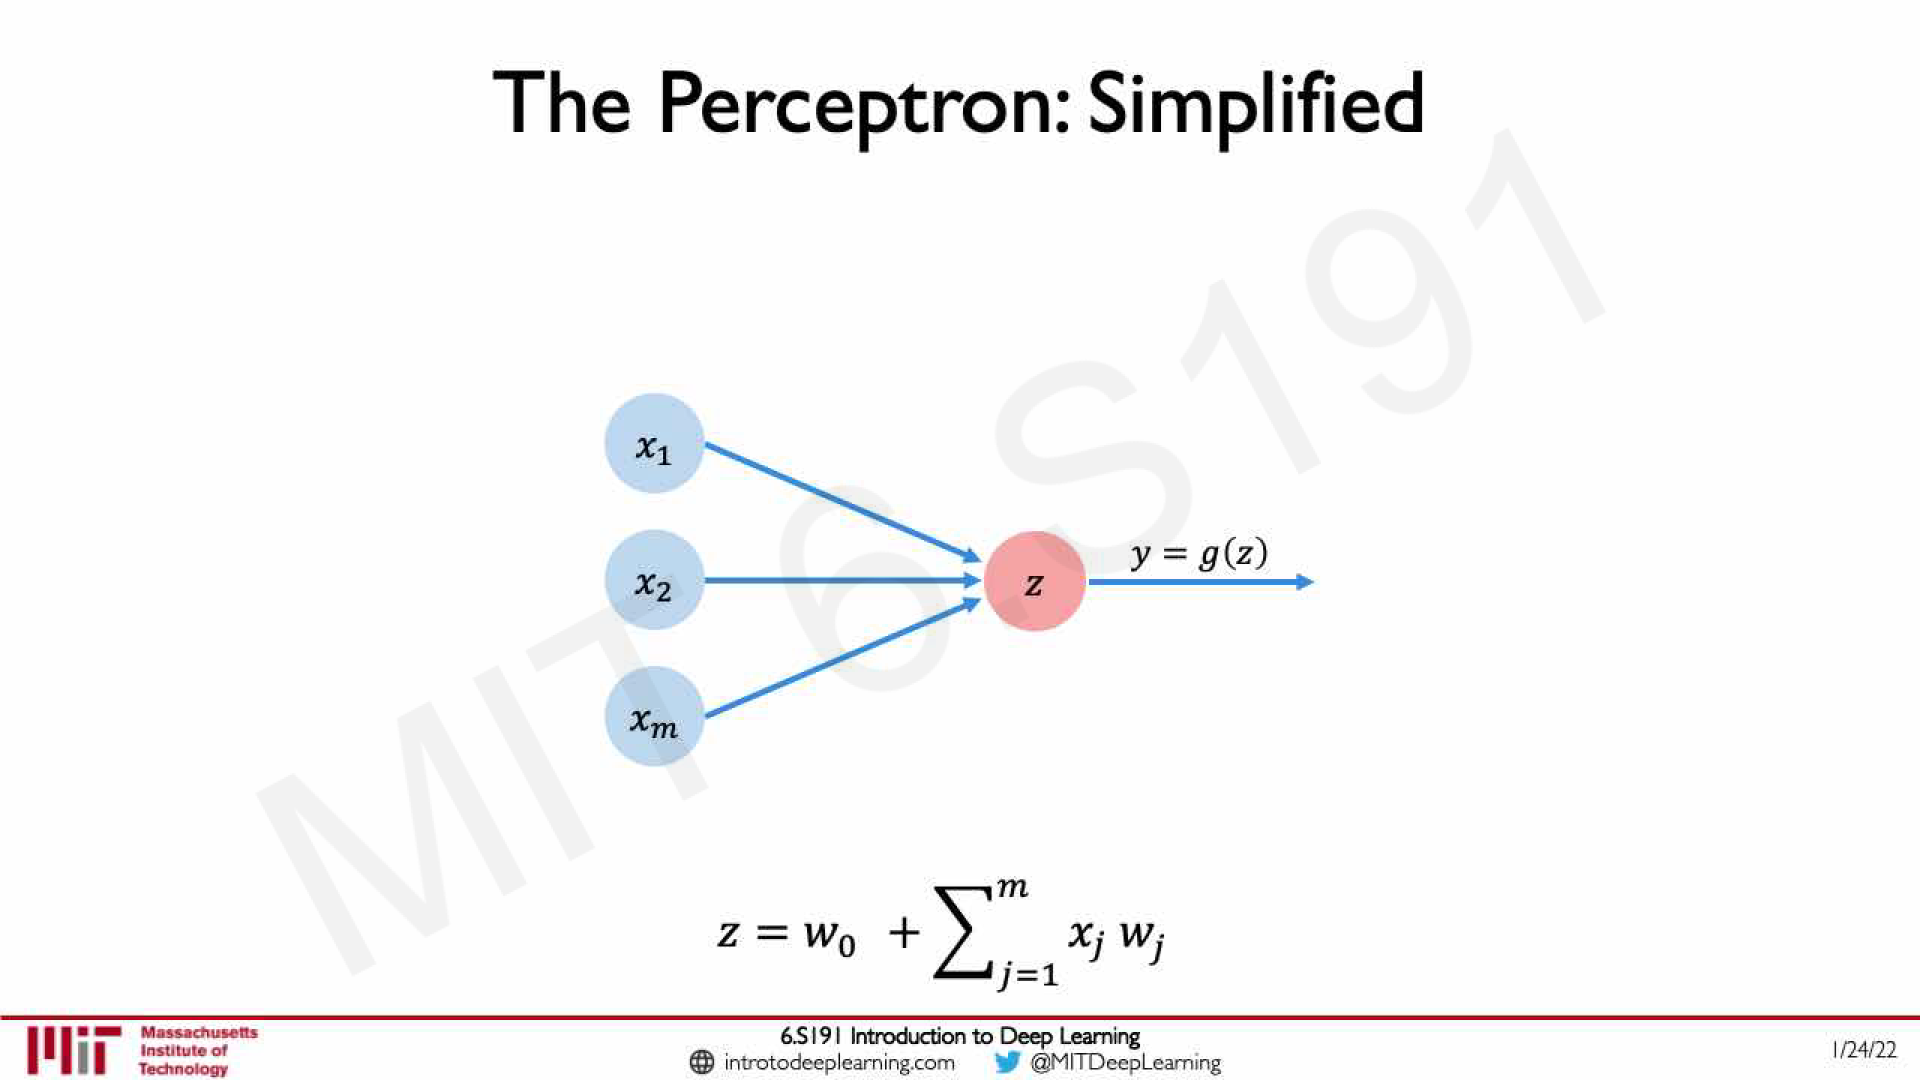 The Perceptron: Simplified
MIT 6.S191
x₁
x₂
xₘ
z
y = g(z)
z = w₀ + ∑ᵐⱼ₌₁ xⱼ wⱼ
Massachusetts
Institute of
Technology
6.S191 Introduction to Deep Learning
introtodeeplearning.com @MITDeepLearning
1/24/22